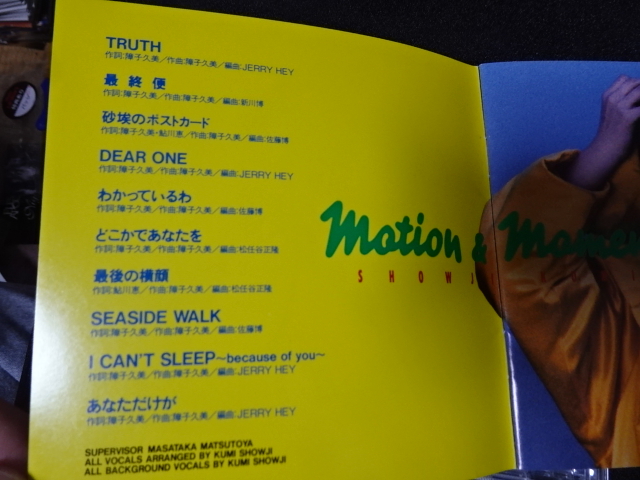 TRUTH
作詞:障子久美／作曲:障子久美／編曲:JERRY HEY
最終便
作詞:障子久美／作曲:障子久美／編曲:新川博
砂埃のポストカード
作詞:障子久美・鮎川恵／作曲:障子久美／編曲:佐藤博
DEAR ONE
作詞:障子久美／作曲:障子久美／編曲:JERRY HEY
わかっているわ
作詞:障子久美／作曲:障子久美／編曲:佐藤博
どこかであなたを
作詞:障子久美／作曲:障子久美／編曲:松任谷正隆
最後の横顔
作詞:鮎川恵／作曲:障子久美／編曲:松任谷正隆
SEASIDE WALK
作詞:障子久美／作曲:障子久美／編曲:佐藤博
I CAN'T SLEEP～because of you～
作詞:障子久美／作曲:障子久美／編曲:JERRY HEY
あなただけが
作詞:障子久美／作曲:障子久美／編曲:JERRY HEY
SUPERVISOR MASATAKA MATSUTOYA
ALL VOCALS ARRANGED BY KUMI SHOWJI
ALL BACKGROUND VOCALS BY KUMI SHOWJI
Motion & Momen
SHOWJ